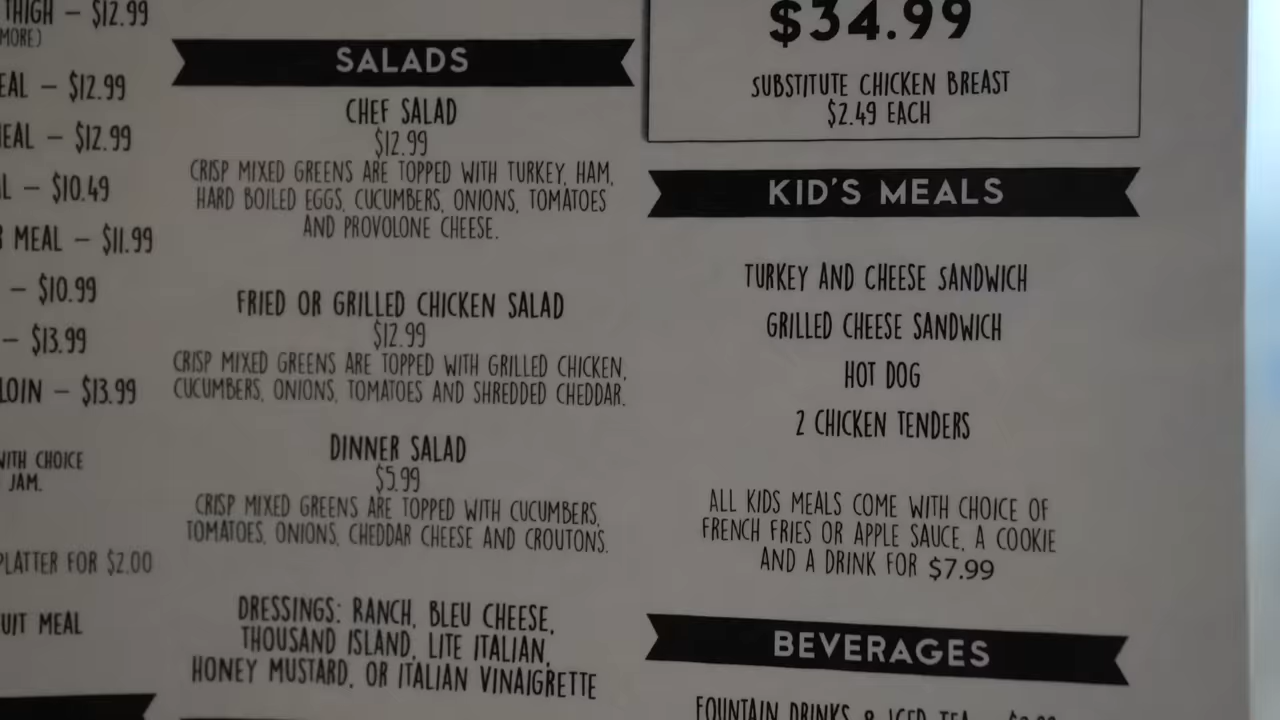 THIGH – $12.99
MORE)
EAL – $12.99
MEAL – $12.99
L – $10.49
MEAL – $11.99
– $10.99
– $13.99
LOIN – $13.99
WITH CHOICE
JAM.
PLATTER FOR $2.00
UIT MEAL
SALADS
CHEF SALAD
$12.99
CRISP MIXED GREENS ARE TOPPED WITH TURKEY, HAM,
HARD BOILED EGGS, CUCUMBERS, ONIONS, TOMATOES
AND PROVOLONE CHEESE.
FRIED OR GRILLED CHICKEN SALAD
$12.99
CRISP MIXED GREENS ARE TOPPED WITH GRILLED CHICKEN,
CUCUMBERS, ONIONS, TOMATOES AND SHREDDED CHEDDAR.
DINNER SALAD
$5.99
CRISP MIXED GREENS ARE TOPPED WITH CUCUMBERS,
TOMATOES, ONIONS, CHEDDAR CHEESE AND CROUTONS.
DRESSINGS: RANCH, BLEU CHEESE,
THOUSAND ISLAND, LITE ITALIAN,
HONEY MUSTARD, OR ITALIAN VINAIGRETTE
$34.99
SUBSTITUTE CHICKEN BREAST
$2.49 EACH
KID'S MEALS
TURKEY AND CHEESE SANDWICH
GRILLED CHEESE SANDWICH
HOT DOG
2 CHICKEN TENDERS
ALL KIDS MEALS COME WITH CHOICE OF
FRENCH FRIES OR APPLE SAUCE, A COOKIE
AND A DRINK FOR $7.99
BEVERAGES
FOUNTAIN DRINKS & ICED TEA